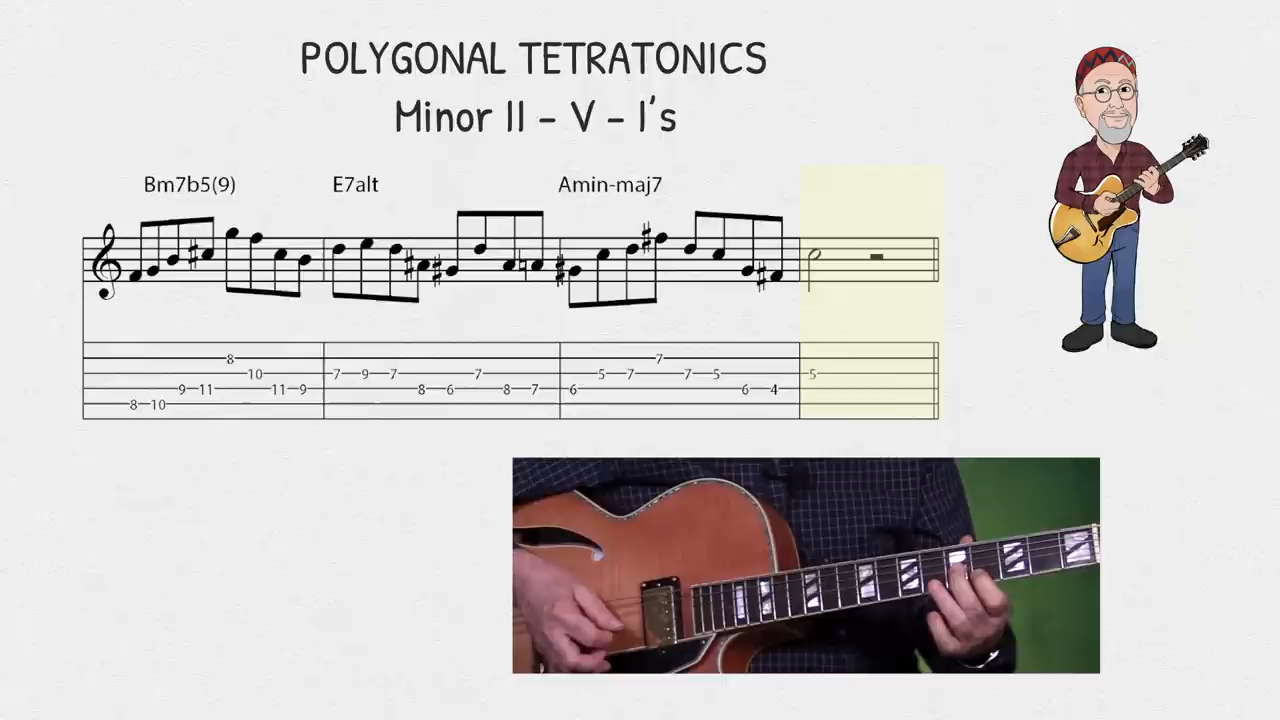 POLYGONAL TETRATONICS
Minor II - V - I's
Bm7b5(9) E7alt Amin-maj7
8 7
10 7 9 7 7 5 7 7 5 5
9 11 11 9 8 6 8 7 6 6 4
8 10